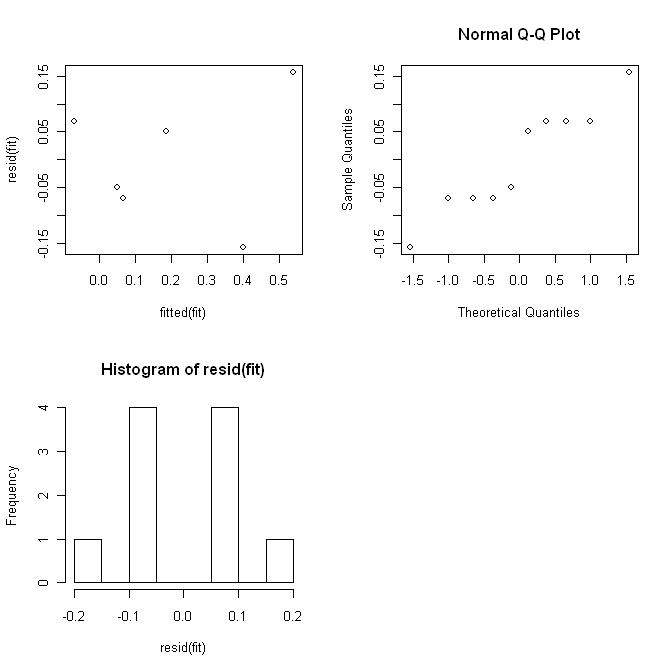 resid(fit)
0.15
0.05
-0.05
-0.15
0.0 0.1 0.2 0.3 0.4 0.5
fitted(fit)
Normal Q-Q Plot
Sample Quantiles
0.15
0.05
-0.05
-0.15
-1.5 -1.0 -0.5 0.0 0.5 1.0 1.5
Theoretical Quantiles
Histogram of resid(fit)
Frequency
4
3
2
1
0
-0.2 -0.1 0.0 0.1 0.2
resid(fit)